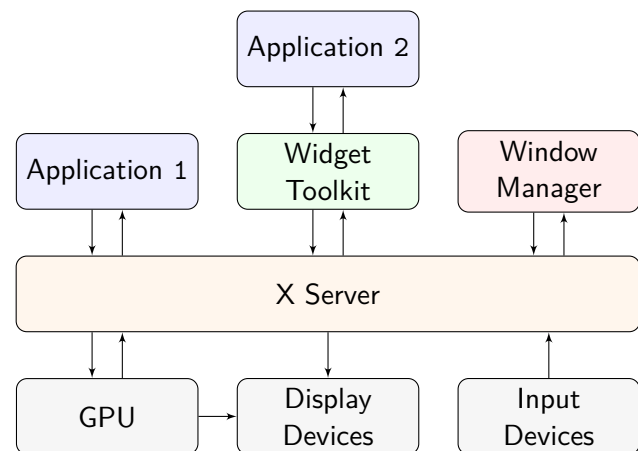 Application 2
Application 1
Widget
Toolkit
Window
Manager
X Server
GPU
Display
Devices
Input
Devices